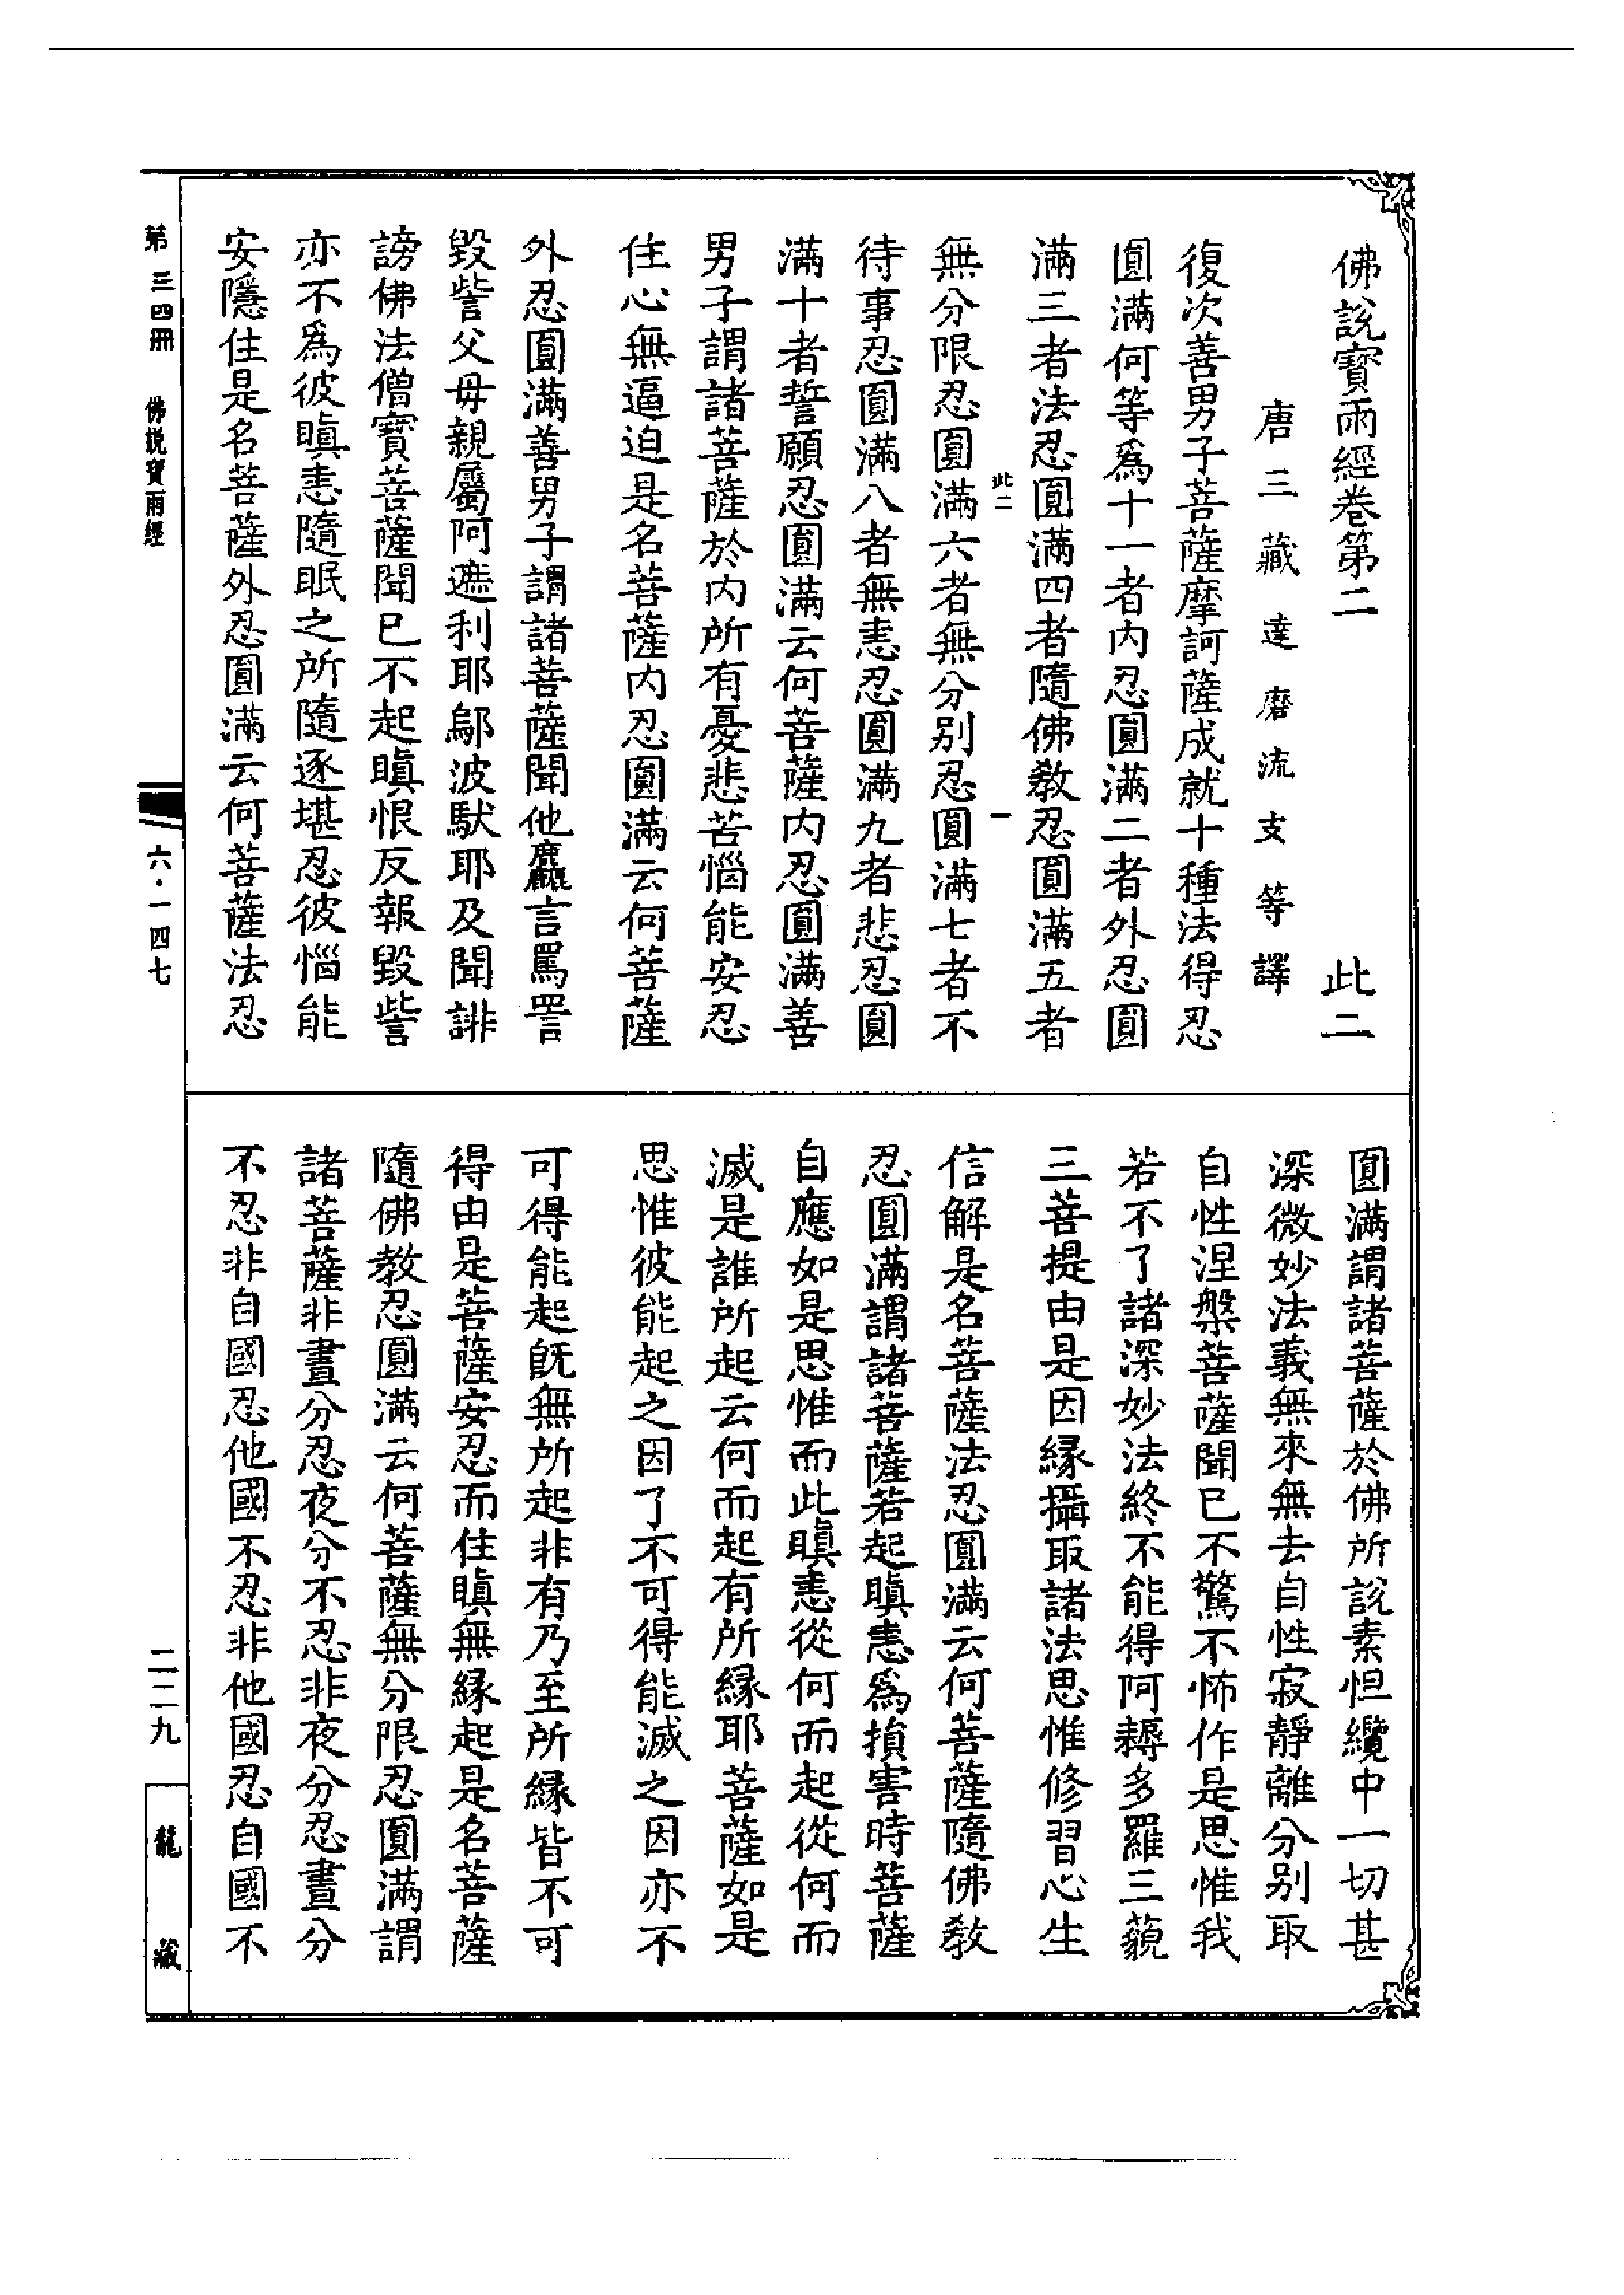 佛說寶雨經卷第二　此二
唐三藏達磨流支等譯
復次善男子菩薩摩訶薩成就十種法得忍
圓滿何等爲十一者内忍圓滿二者外忍圓
滿三者法忍圓滿四者隨佛教忍圓滿五者
此二　一
無分限忍圓滿六者無分别忍圓滿七者不
待事忍圓滿八者無恚忍圓滿九者悲忍圓
滿十者誓願忍圓滿云何菩薩内忍圓滿善
男子謂諸菩薩於内所有憂悲苦惱能安忍
住心無逼迫是名菩薩内忍圓滿云何菩薩
外忍圓滿善男子謂諸菩薩聞他麤言罵詈
毀訾父母親屬阿遮利耶鄔波馱耶及聞誹
謗佛法僧寶菩薩聞已不起瞋恨反報毀訾
亦不爲彼瞋恚隨眠之所隨逐堪忍彼惱能
安隱住是名菩薩外忍圓滿云何菩薩法忍
圓滿謂諸菩薩於佛所說素怛纜中一切甚
深微妙法義無來無去自性寂靜離分别取
自性涅槃菩薩聞已不驚不怖作是思惟我
若不了諸深妙法終不能得阿耨多羅三藐
三菩提由是因緣攝取諸法思惟修習心生
信解是名菩薩法忍圓滿云何菩薩隨佛教
忍圓滿謂諸菩薩若起瞋恚爲損害時菩薩
自應如是思惟而此瞋恚從何而起從何而
滅是誰所起云何而起有所緣耶菩薩如是
思惟彼能起之因了不可得能滅之因亦不
可得能起旣無所起非有乃至所緣皆不可
得由是菩薩安忍而住瞋無緣起是名菩薩
隨佛教忍圓滿云何菩薩無分限忍圓滿謂
諸菩薩非晝分忍夜分不忍非夜分忍晝分
不忍非自國忍他國不忍非他國忍自國不
第三四冊　佛說寶雨經　六·一四七　二二九　龍藏